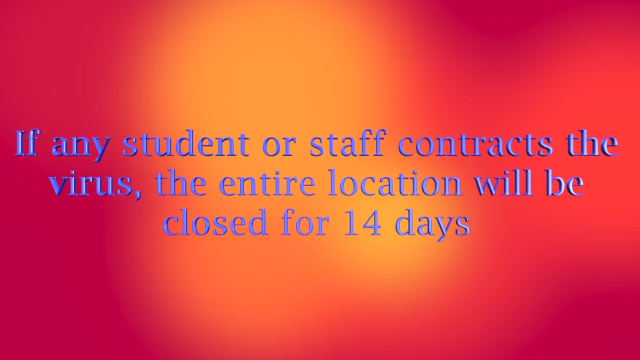 If any student or staff contracts the
virus, the entire location will be
closed for 14 days